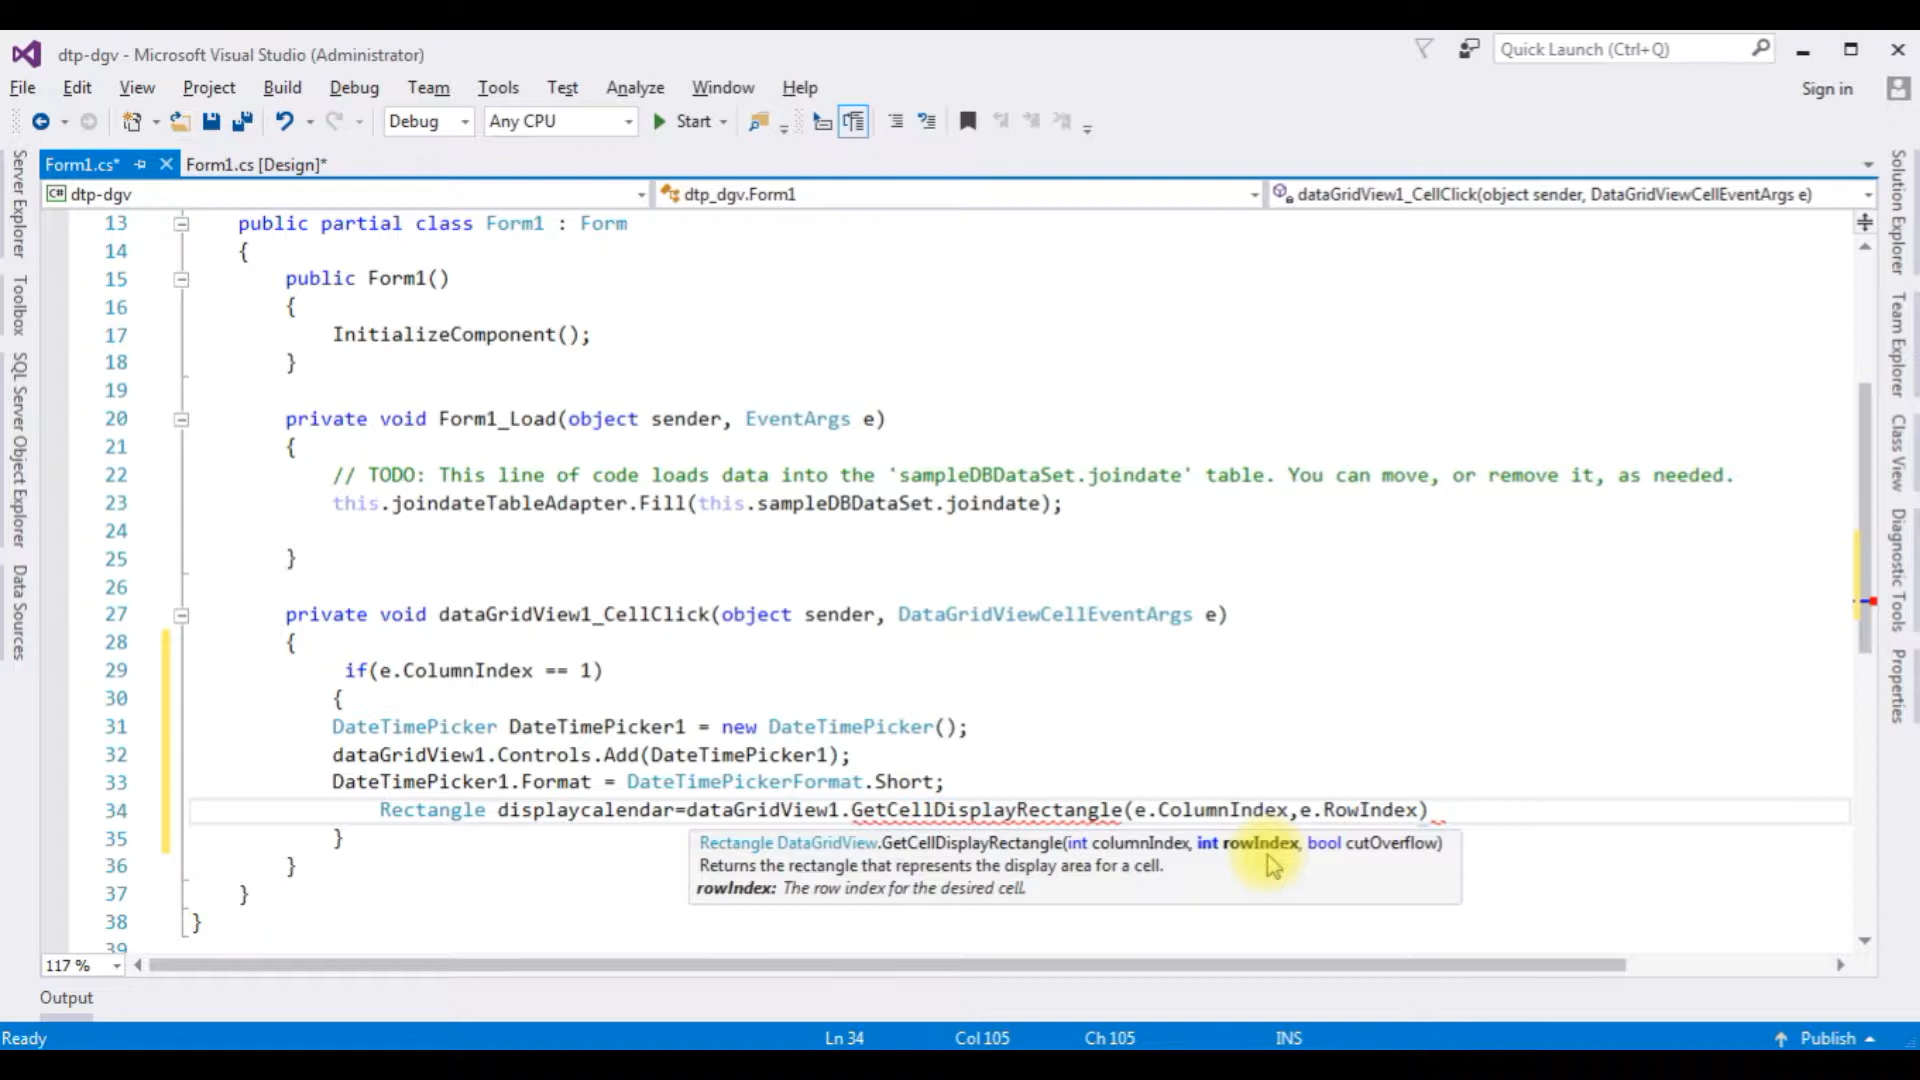 dtp-dgv - Microsoft Visual Studio (Administrator)
Quick Launch (Ctrl+Q)
File Edit View Project Build Debug Team Tools Test Analyze Window Help
Sign in
Debug Any CPU Start
Form1.cs* Form1.cs [Design]*
C# dtp-dgv dtp_dgv.Form1 dataGridView1_CellClick(object sender, DataGridViewCellEventArgs e)
Server Explorer
Toolbox
SQL Server Object Explorer
Data Sources
13 public partial class Form1 : Form
14 {
15 public Form1()
16 {
17 InitializeComponent();
18 }
19
20 private void Form1_Load(object sender, EventArgs e)
21 {
22 // TODO: This line of code loads data into the 'sampleDBDataSet.joindate' table. You can move, or remove it, as needed.
23 this.joindateTableAdapter.Fill(this.sampleDBDataSet.joindate);
24
25 }
26
27 private void dataGridView1_CellClick(object sender, DataGridViewCellEventArgs e)
28 {
29 if(e.ColumnIndex == 1)
30 {
31 DateTimePicker DateTimePicker1 = new DateTimePicker();
32 dataGridView1.Controls.Add(DateTimePicker1);
33 DateTimePicker1.Format = DateTimePickerFormat.Short;
34 Rectangle displaycalendar=dataGridView1.GetCellDisplayRectangle(e.ColumnIndex,e.RowIndex)
35 }
Rectangle DataGridView.GetCellDisplayRectangle(int columnIndex, int rowIndex, bool cutOverflow)
Returns the rectangle that represents the display area for a cell.
rowIndex: The row index for the desired cell.
36 }
37 }
38 }
39
Solution Explorer
Team Explorer
Class View
Diagnostic Tools
Properties
117 %
Output
Ready Ln 34 Col 105 Ch 105 INS Publish